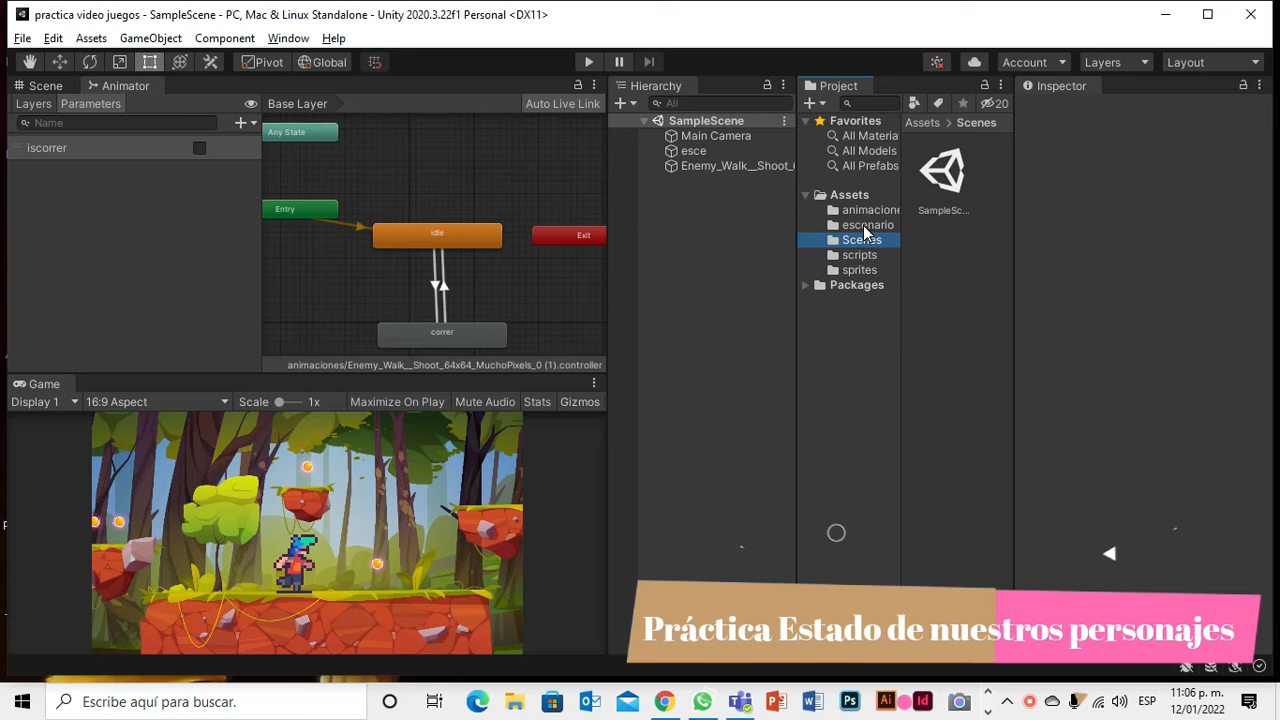 practica video juegos - SampleScene - PC, Mac & Linux Standalone - Unity 2020.3.22f1 Personal <DX11>
File Edit Assets GameObject Component Window Help
Pivot Global Account Layers Layout
Scene Animator Hierarchy Project Inspector
Layers Parameters Base Layer Auto Live Link All 20
Name
iscorrer
Any State
Entry
idle
Exit
correr
animaciones/Enemy_Walk__Shoot_64x64_MuchoPixels_0 (1).controller
SampleScene
Main Camera
esce
Enemy_Walk__Shoot_6
Favorites
All Materia
All Models
All Prefabs
Assets
animacione
escenario
Scenes
scripts
sprites
Packages
Assets Scenes
SampleSc...
Game
Display 1 16:9 Aspect Scale 1x Maximize On Play Mute Audio Stats Gizmos
Práctica Estado de nuestros personajes
Escribe aquí para buscar.
ESP
11:06 p. m.
12/01/2022